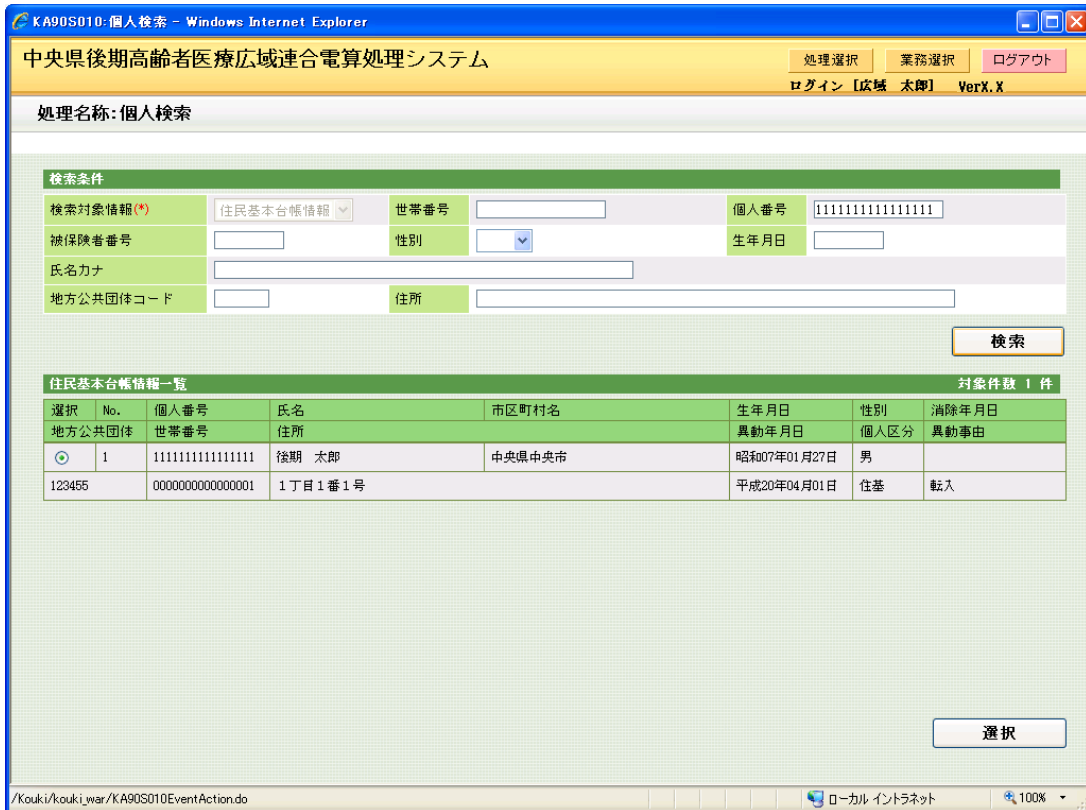 KA90S010:個人検索 - Windows Internet Explorer
中央県後期高齢者医療広域連合電算処理システム
処理選択 業務選択 ログアウト
ログイン [広域 太郎] VerX.X
処理名称:個人検索
検索条件
検索対象情報(*) 住民基本台帳情報 世帯番号 個人番号 1111111111111111
被保険者番号 性別 生年月日
氏名カナ
地方公共団体コード 住所
検索
住民基本台帳情報一覧 対象件数 1 件
選択 No. 個人番号 氏名 市区町村名 生年月日 性別 消除年月日
地方公共団体 世帯番号 住所 異動年月日 個人区分 異動事由
1 1111111111111111 後期 太郎 中央県中央市 昭和07年01月27日 男
123455 0000000000000001 1丁目1番1号 平成20年04月01日 住基 転入
選択
/Kouki/kouki_war/KA90S010EventAction.do ローカル イントラネット 100%